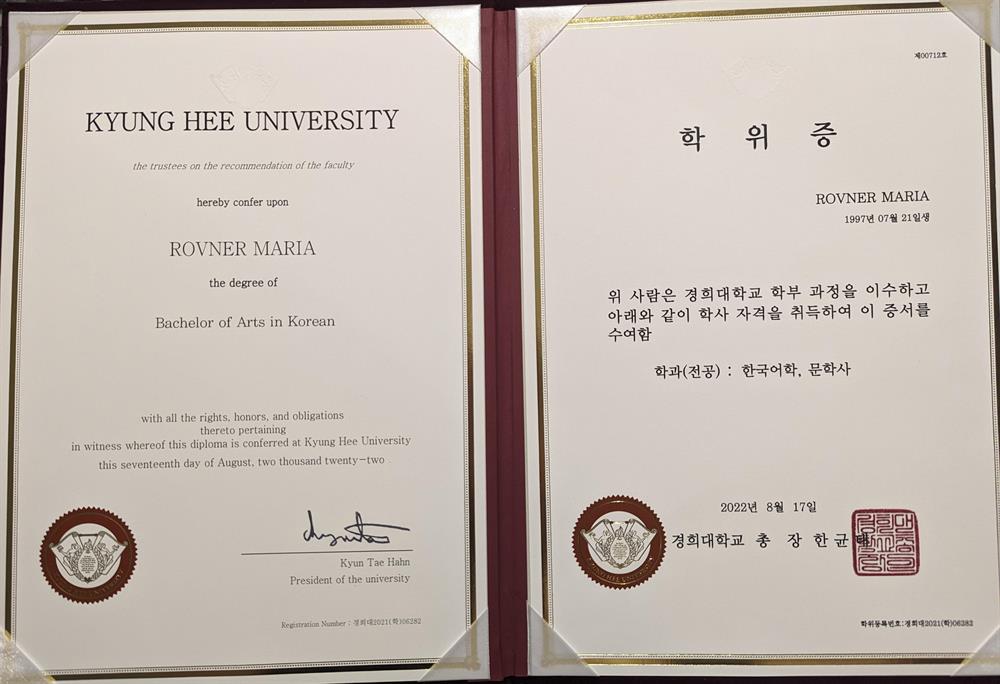 KYUNG HEE UNIVERSITY
the trustees on the recommendation of the faculty
hereby confer upon
ROVNER MARIA
the degree of
Bachelor of Arts in Korean
with all the rights, honors, and obligations
thereto pertaining
in witness whereof this diploma is conferred at Kyung Hee University
this seventeenth day of August, two thousand twenty-two
Kyun Tae Hahn
President of the university
Registration Number : 경희대2021(학)06282
제00712호
학 위 증
ROVNER MARIA
1997년 07월 21일생
위 사람은 경희대학교 학부 과정을 이수하고
아래와 같이 학사 자격을 취득하여 이 증서를
수여함
학과(전공) : 한국어학, 문학사
2022년 8월 17일
경희대학교 총 장 한 균 태
KYUNG HEE UNIVERSITY
학위등록번호:경희대2021(학)06282